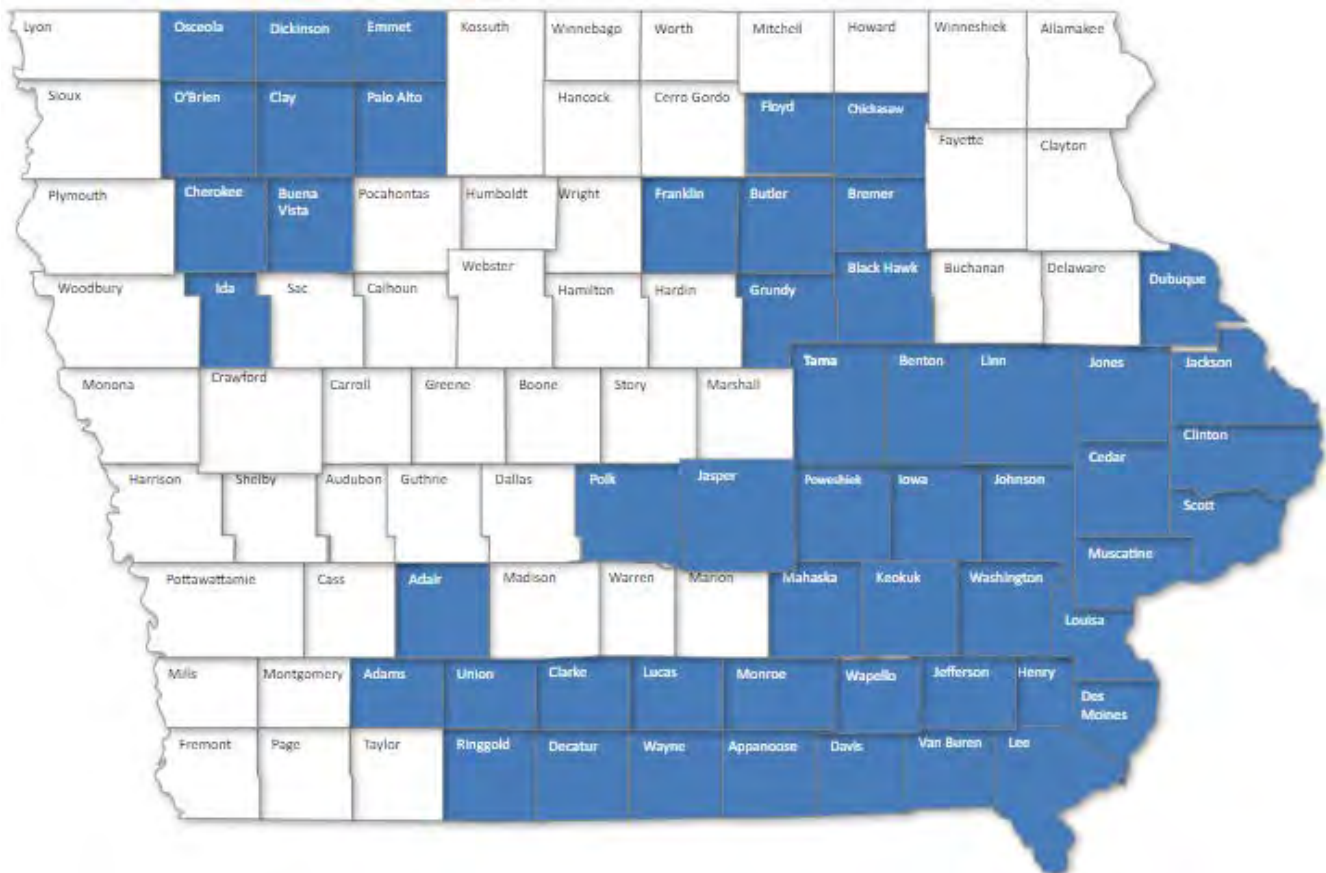 Lyon
Osceola
Dickinson
Emmet
Kossuth
Winnebago
Worth
Mitchell
Howard
Winneshiek
Allamakee
Sioux
O'Brien
Clay
Palo Alto
Hancock
Cerro Gordo
Floyd
Chickasaw
Fayette
Clayton
Plymouth
Cherokee
Buena
Vista
Pocahontas
Humboldt
Wright
Franklin
Butler
Bremer
Woodbury
Ida
Sac
Calhoun
Webster
Hamilton
Hardin
Grundy
Black Hawk
Buchanan
Delaware
Dubuque
Monona
Crawford
Carroll
Greene
Boone
Story
Marshall
Tama
Benton
Linn
Jones
Jackson
Clinton
Cedar
Harrison
Shelby
Audubon
Guthrie
Dallas
Polk
Jasper
Poweshiek
Iowa
Johnson
Scott
Muscatine
Pottawattamie
Cass
Adair
Madison
Warren
Marion
Mahaska
Keokuk
Washington
Louisa
Mills
Montgomery
Adams
Union
Clarke
Lucas
Monroe
Wapello
Jefferson
Henry
Des
Moines
Fremont
Page
Taylor
Ringgold
Decatur
Wayne
Appanoose
Davis
Van Buren
Lee